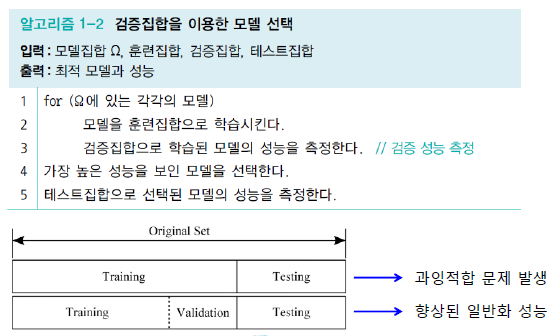 알고리즘 1-2 검증집합을 이용한 모델 선택
입력: 모델집합 Ω, 훈련집합, 검증집합, 테스트집합
출력: 최적 모델과 성능
1 for (Ω에 있는 각각의 모델)
2 모델을 훈련집합으로 학습시킨다.
3 검증집합으로 학습된 모델의 성능을 측정한다. // 검증 성능 측정
4 가장 높은 성능을 보인 모델을 선택한다.
5 테스트집합으로 선택된 모델의 성능을 측정한다.
Original Set
Training Testing 과잉적합 문제 발생
Training Validation Testing 향상된 일반화 성능